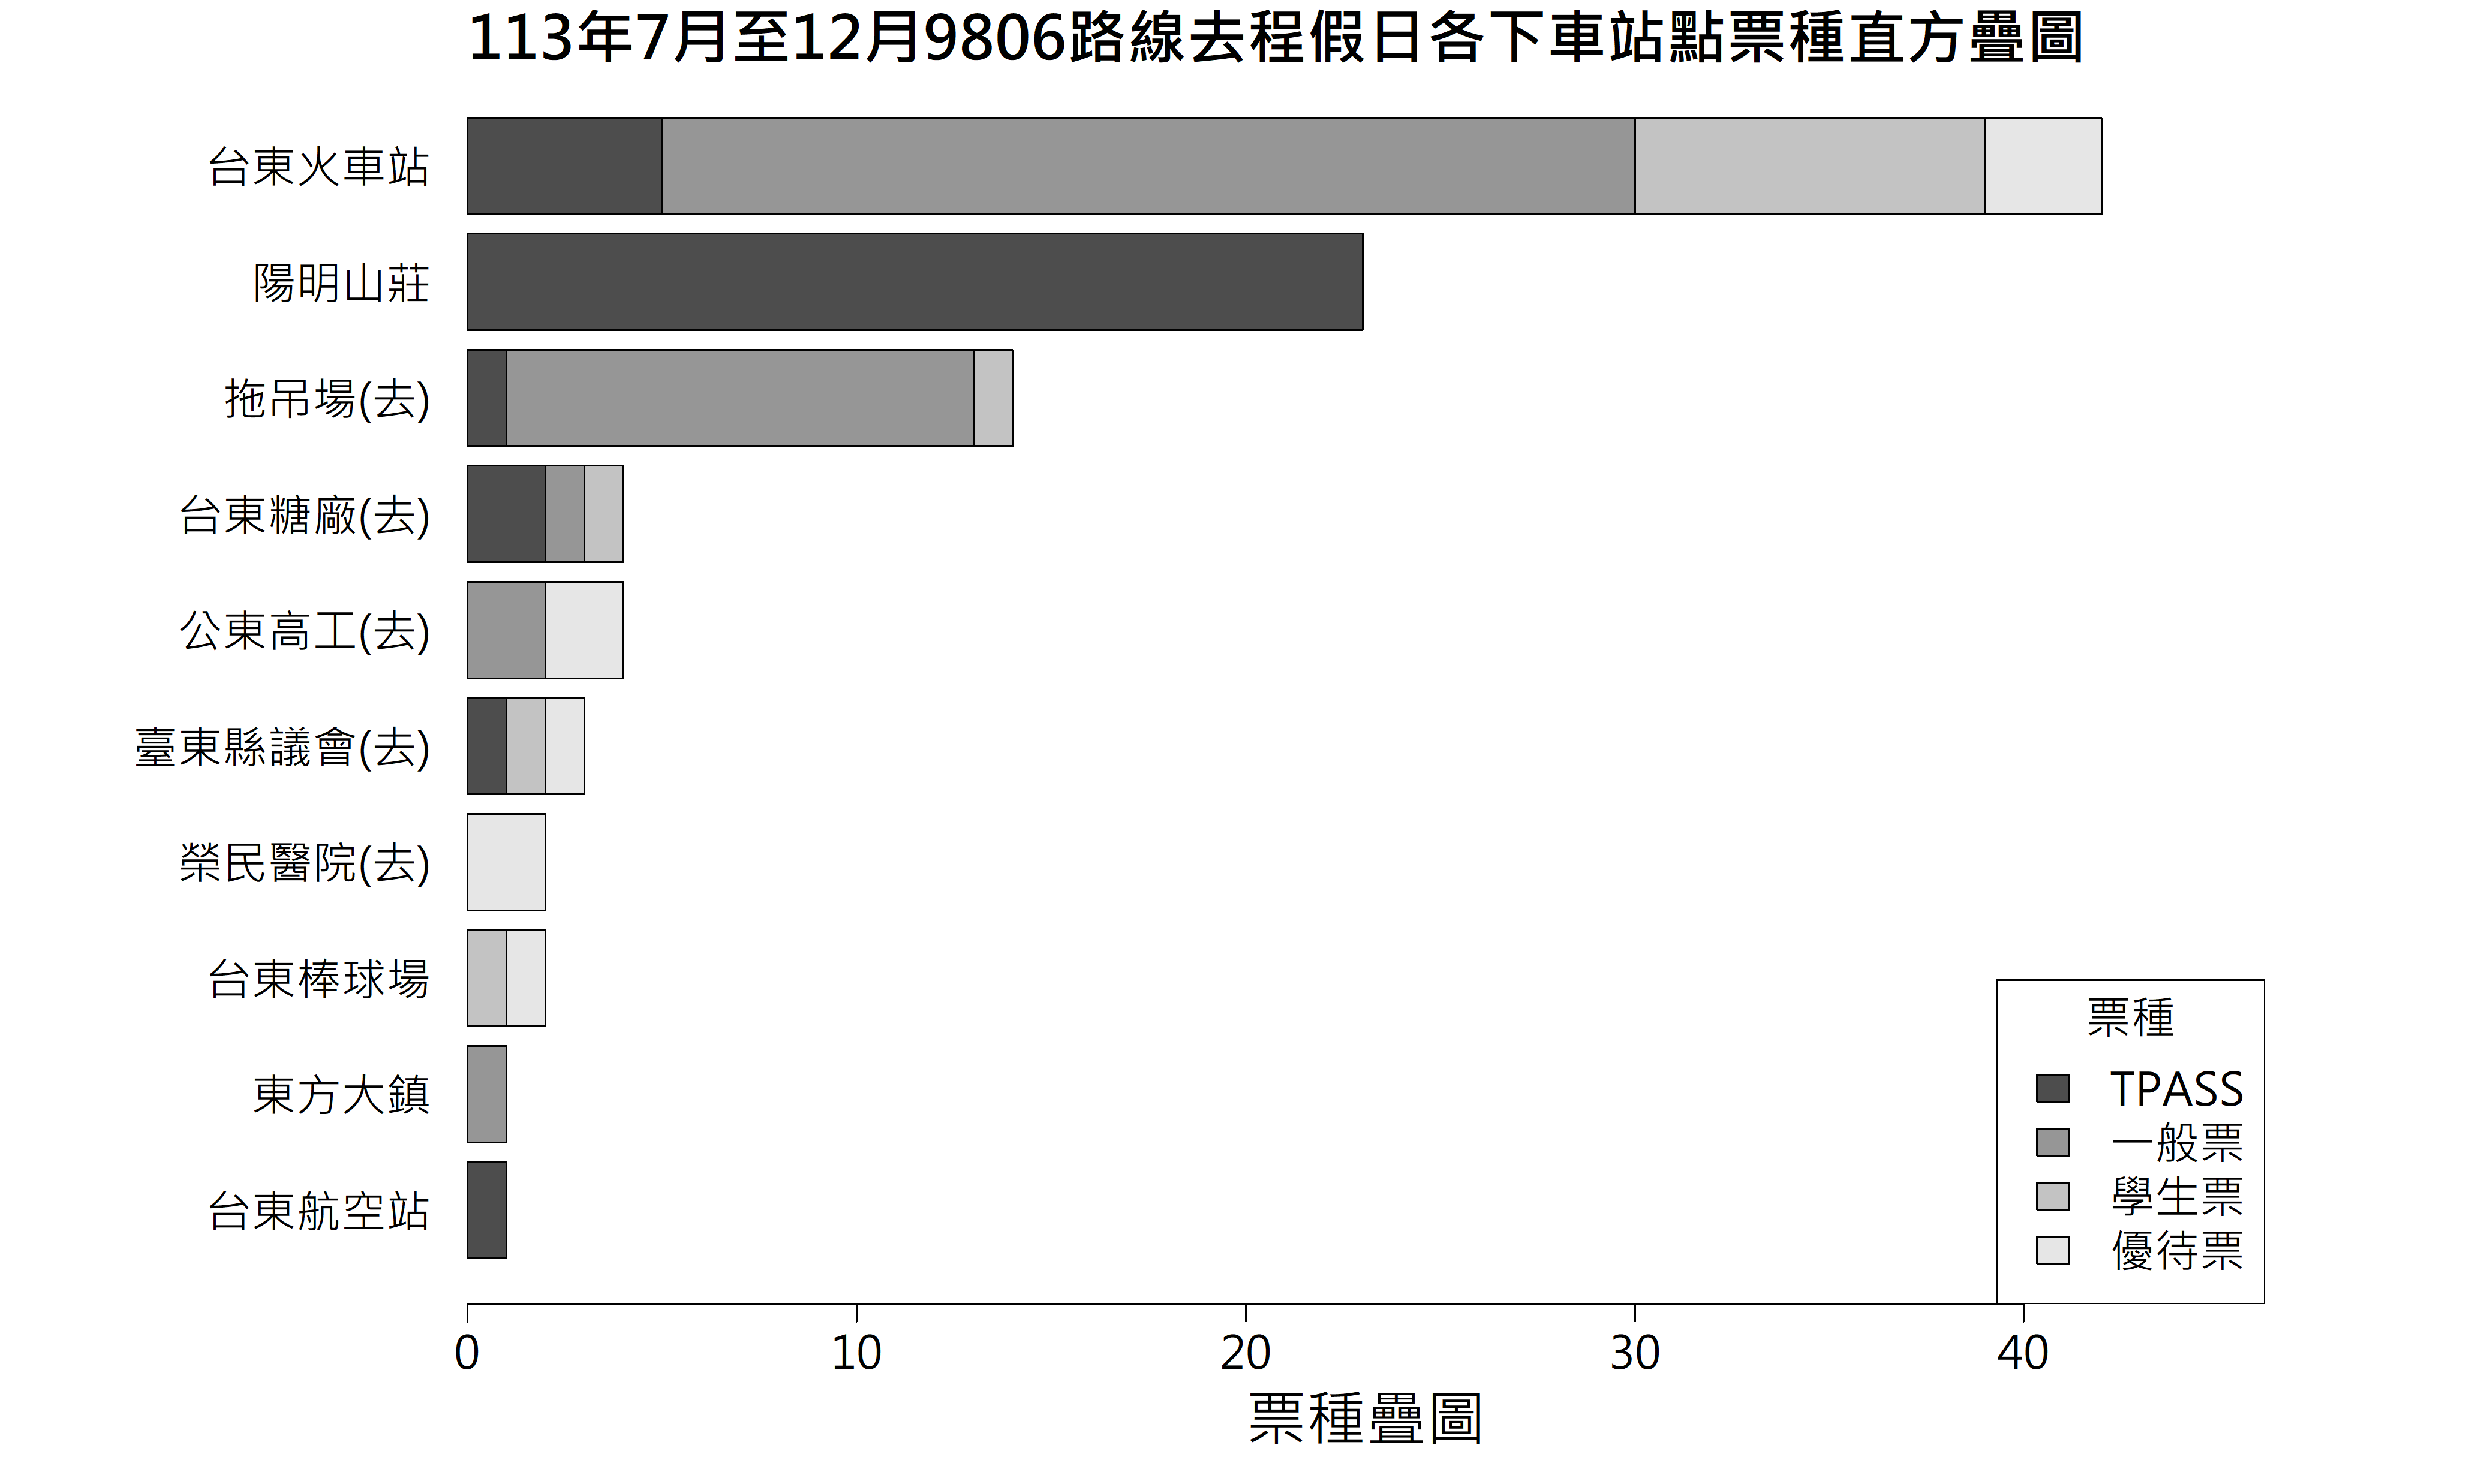 113年7月至12月9806路線去程假日各下車站點票種直方疊圖
台東火車站
陽明山莊
拖吊場(去)
台東糖廠(去)
公東高工(去)
臺東縣議會(去)
榮民醫院(去)
台東棒球場
東方大鎮
台東航空站
票種
TPASS
一般票
學生票
優待票
0 10 20 30 40
票種疊圖